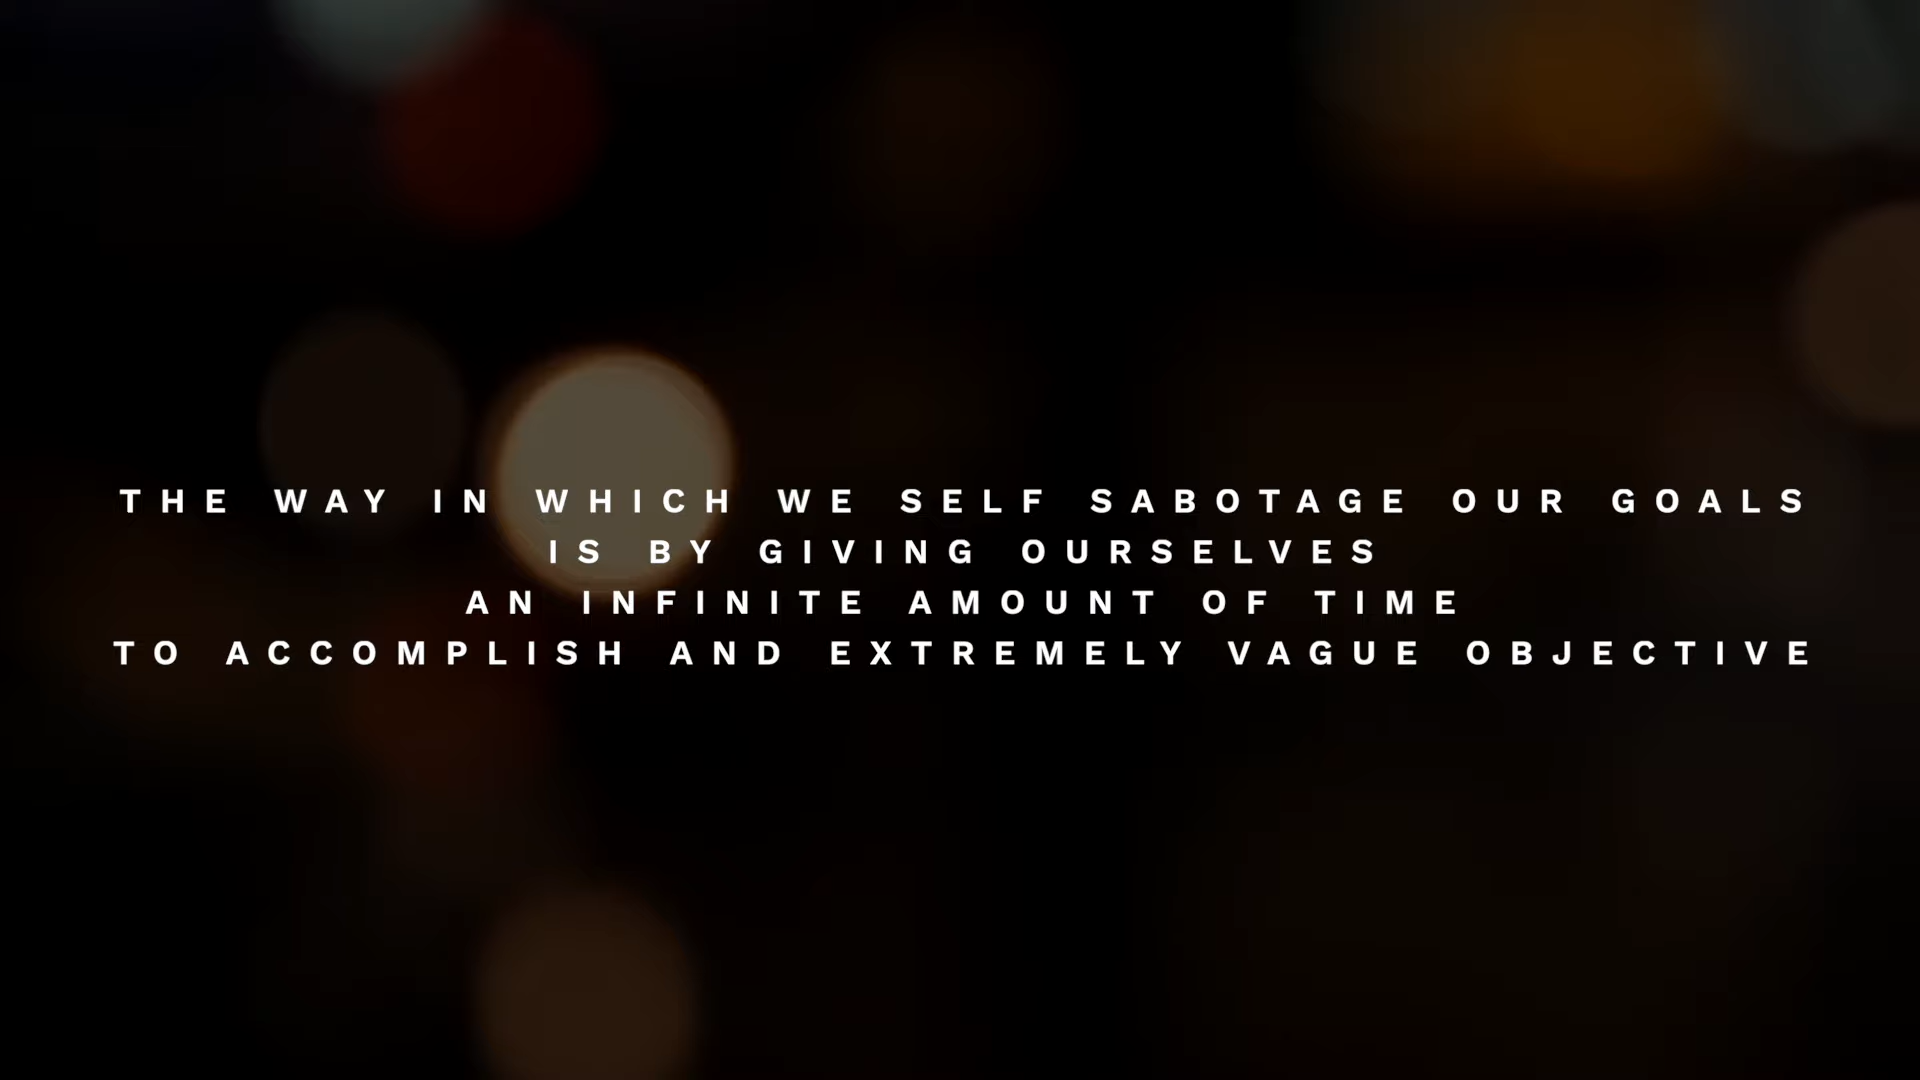 THE WAY IN WHICH WE SELF SABOTAGE OUR GOALS
IS BY GIVING OURSELVES
AN INFINITE AMOUNT OF TIME
TO ACCOMPLISH AND EXTREMELY VAGUE OBJECTIVE